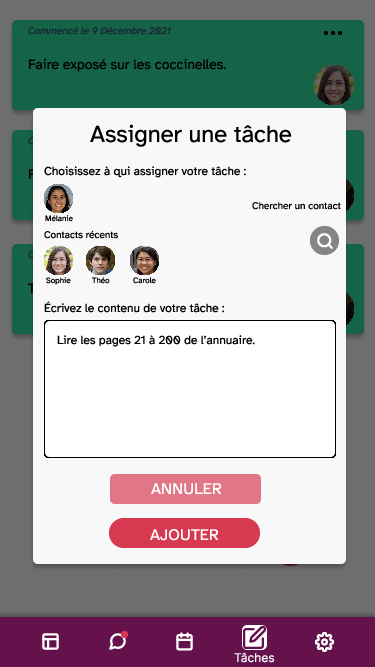 Commencé le 9 Décembre 2021
Faire exposé sur les coccinelles.
Assigner une tâche
Choisissez à qui assigner votre tâche :
Mélanie
Chercher un contact
Contacts récents
Sophie
Théo
Carole
Écrivez le contenu de votre tâche :
Lire les pages 21 à 200 de l'annuaire.
ANNULER
AJOUTER
Tâches